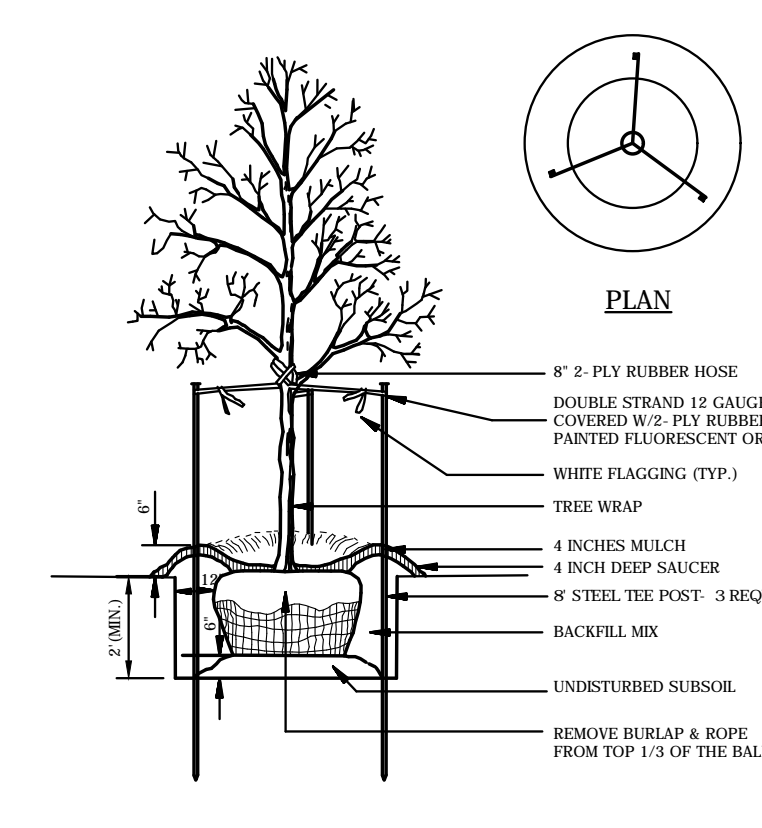 PLAN
8" 2- PLY RUBBER HOSE
DOUBLE STRAND 12 GAUGE
COVERED W/2- PLY RUBBER
PAINTED FLUORESCENT OR
WHITE FLAGGING (TYP.)
TREE WRAP
6"
4 INCHES MULCH
4 INCH DEEP SAUCER
12"
8' STEEL TEE POST- 3 REQ
2'(MIN.)
6"
BACKFILL MIX
UNDISTURBED SUBSOIL
REMOVE BURLAP & ROPE
FROM TOP 1/3 OF THE BAL